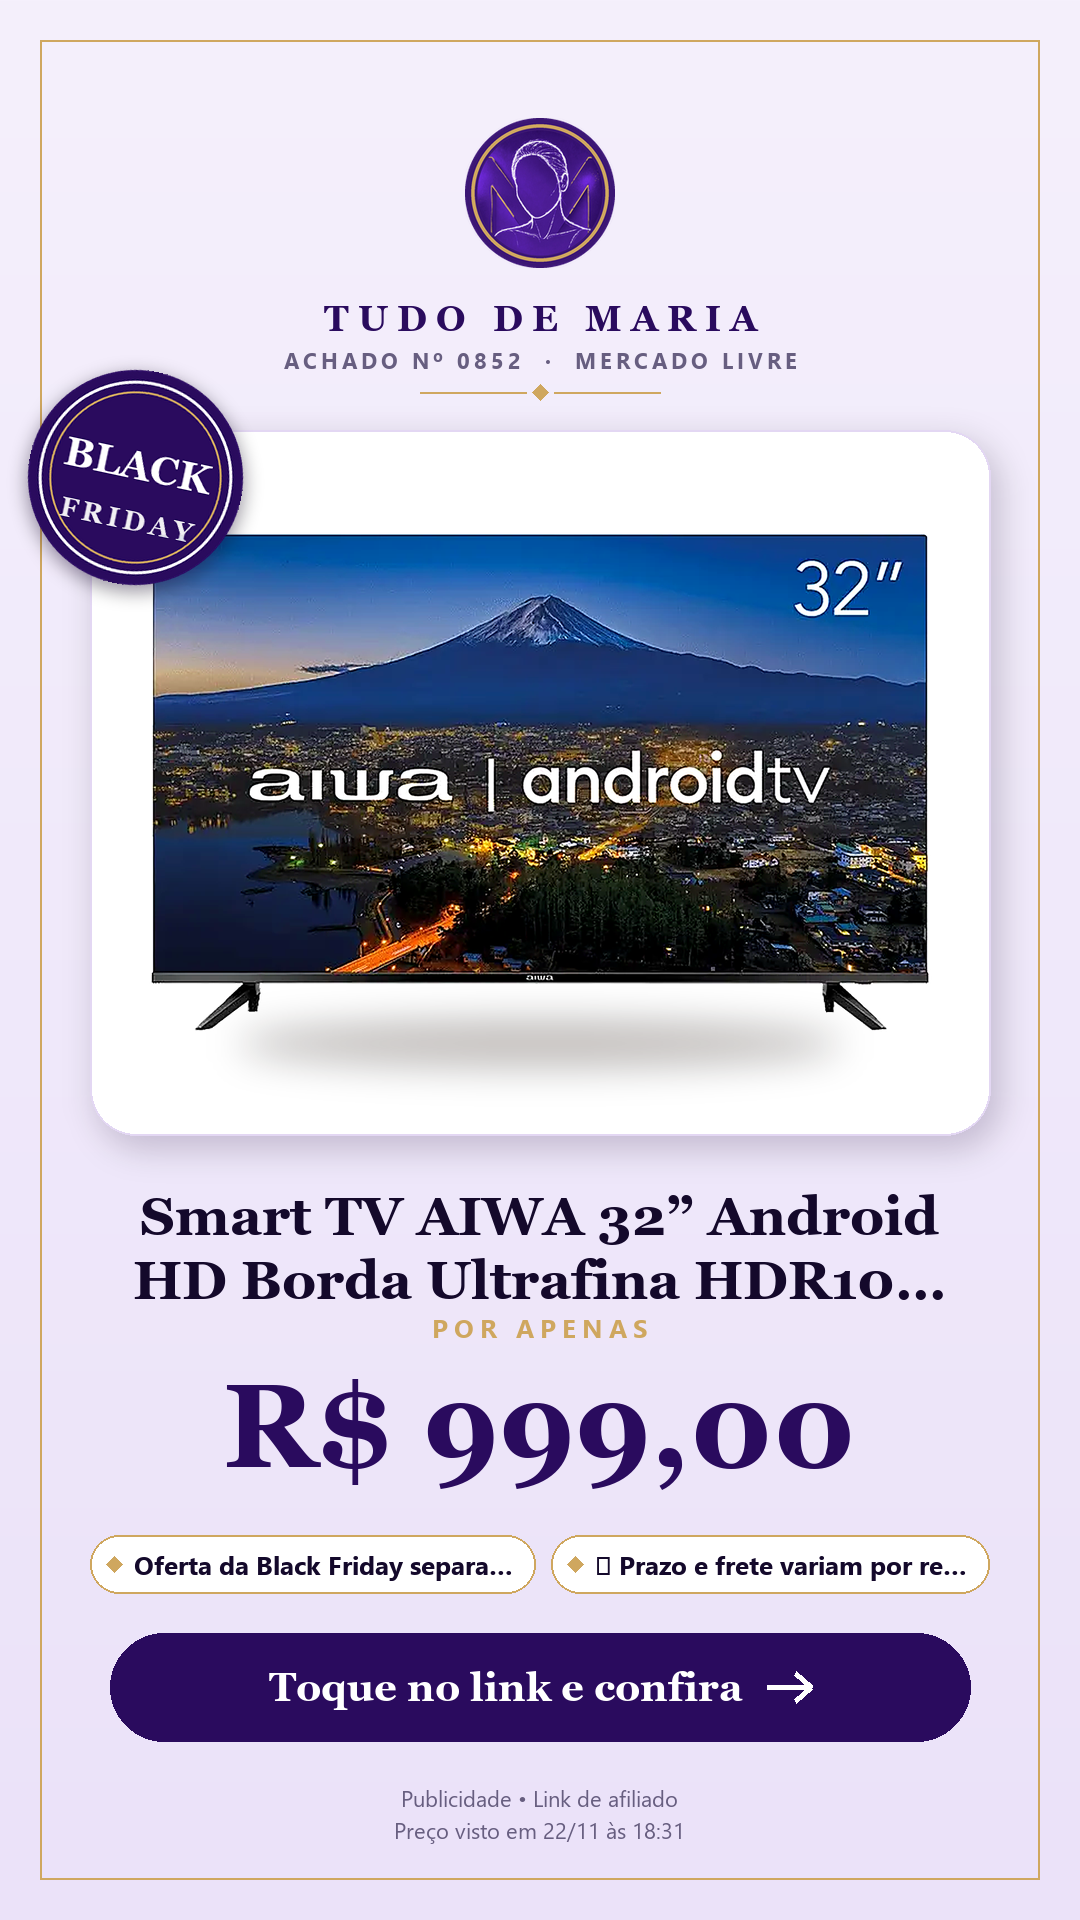 TUDO DE MARIA
ACHADO Nº 0852 · MERCADO LIVRE
BLACK
FRIDAY
32”
aiwa | androidtv
aiwa
Smart TV AIWA 32” Android
HD Borda Ultrafina HDR10...
POR APENAS
R$ 999,00
Oferta da Black Friday separa...
Prazo e frete variam por re...
Toque no link e confira →
Publicidade • Link de afiliado
Preço visto em 22/11 às 18:31